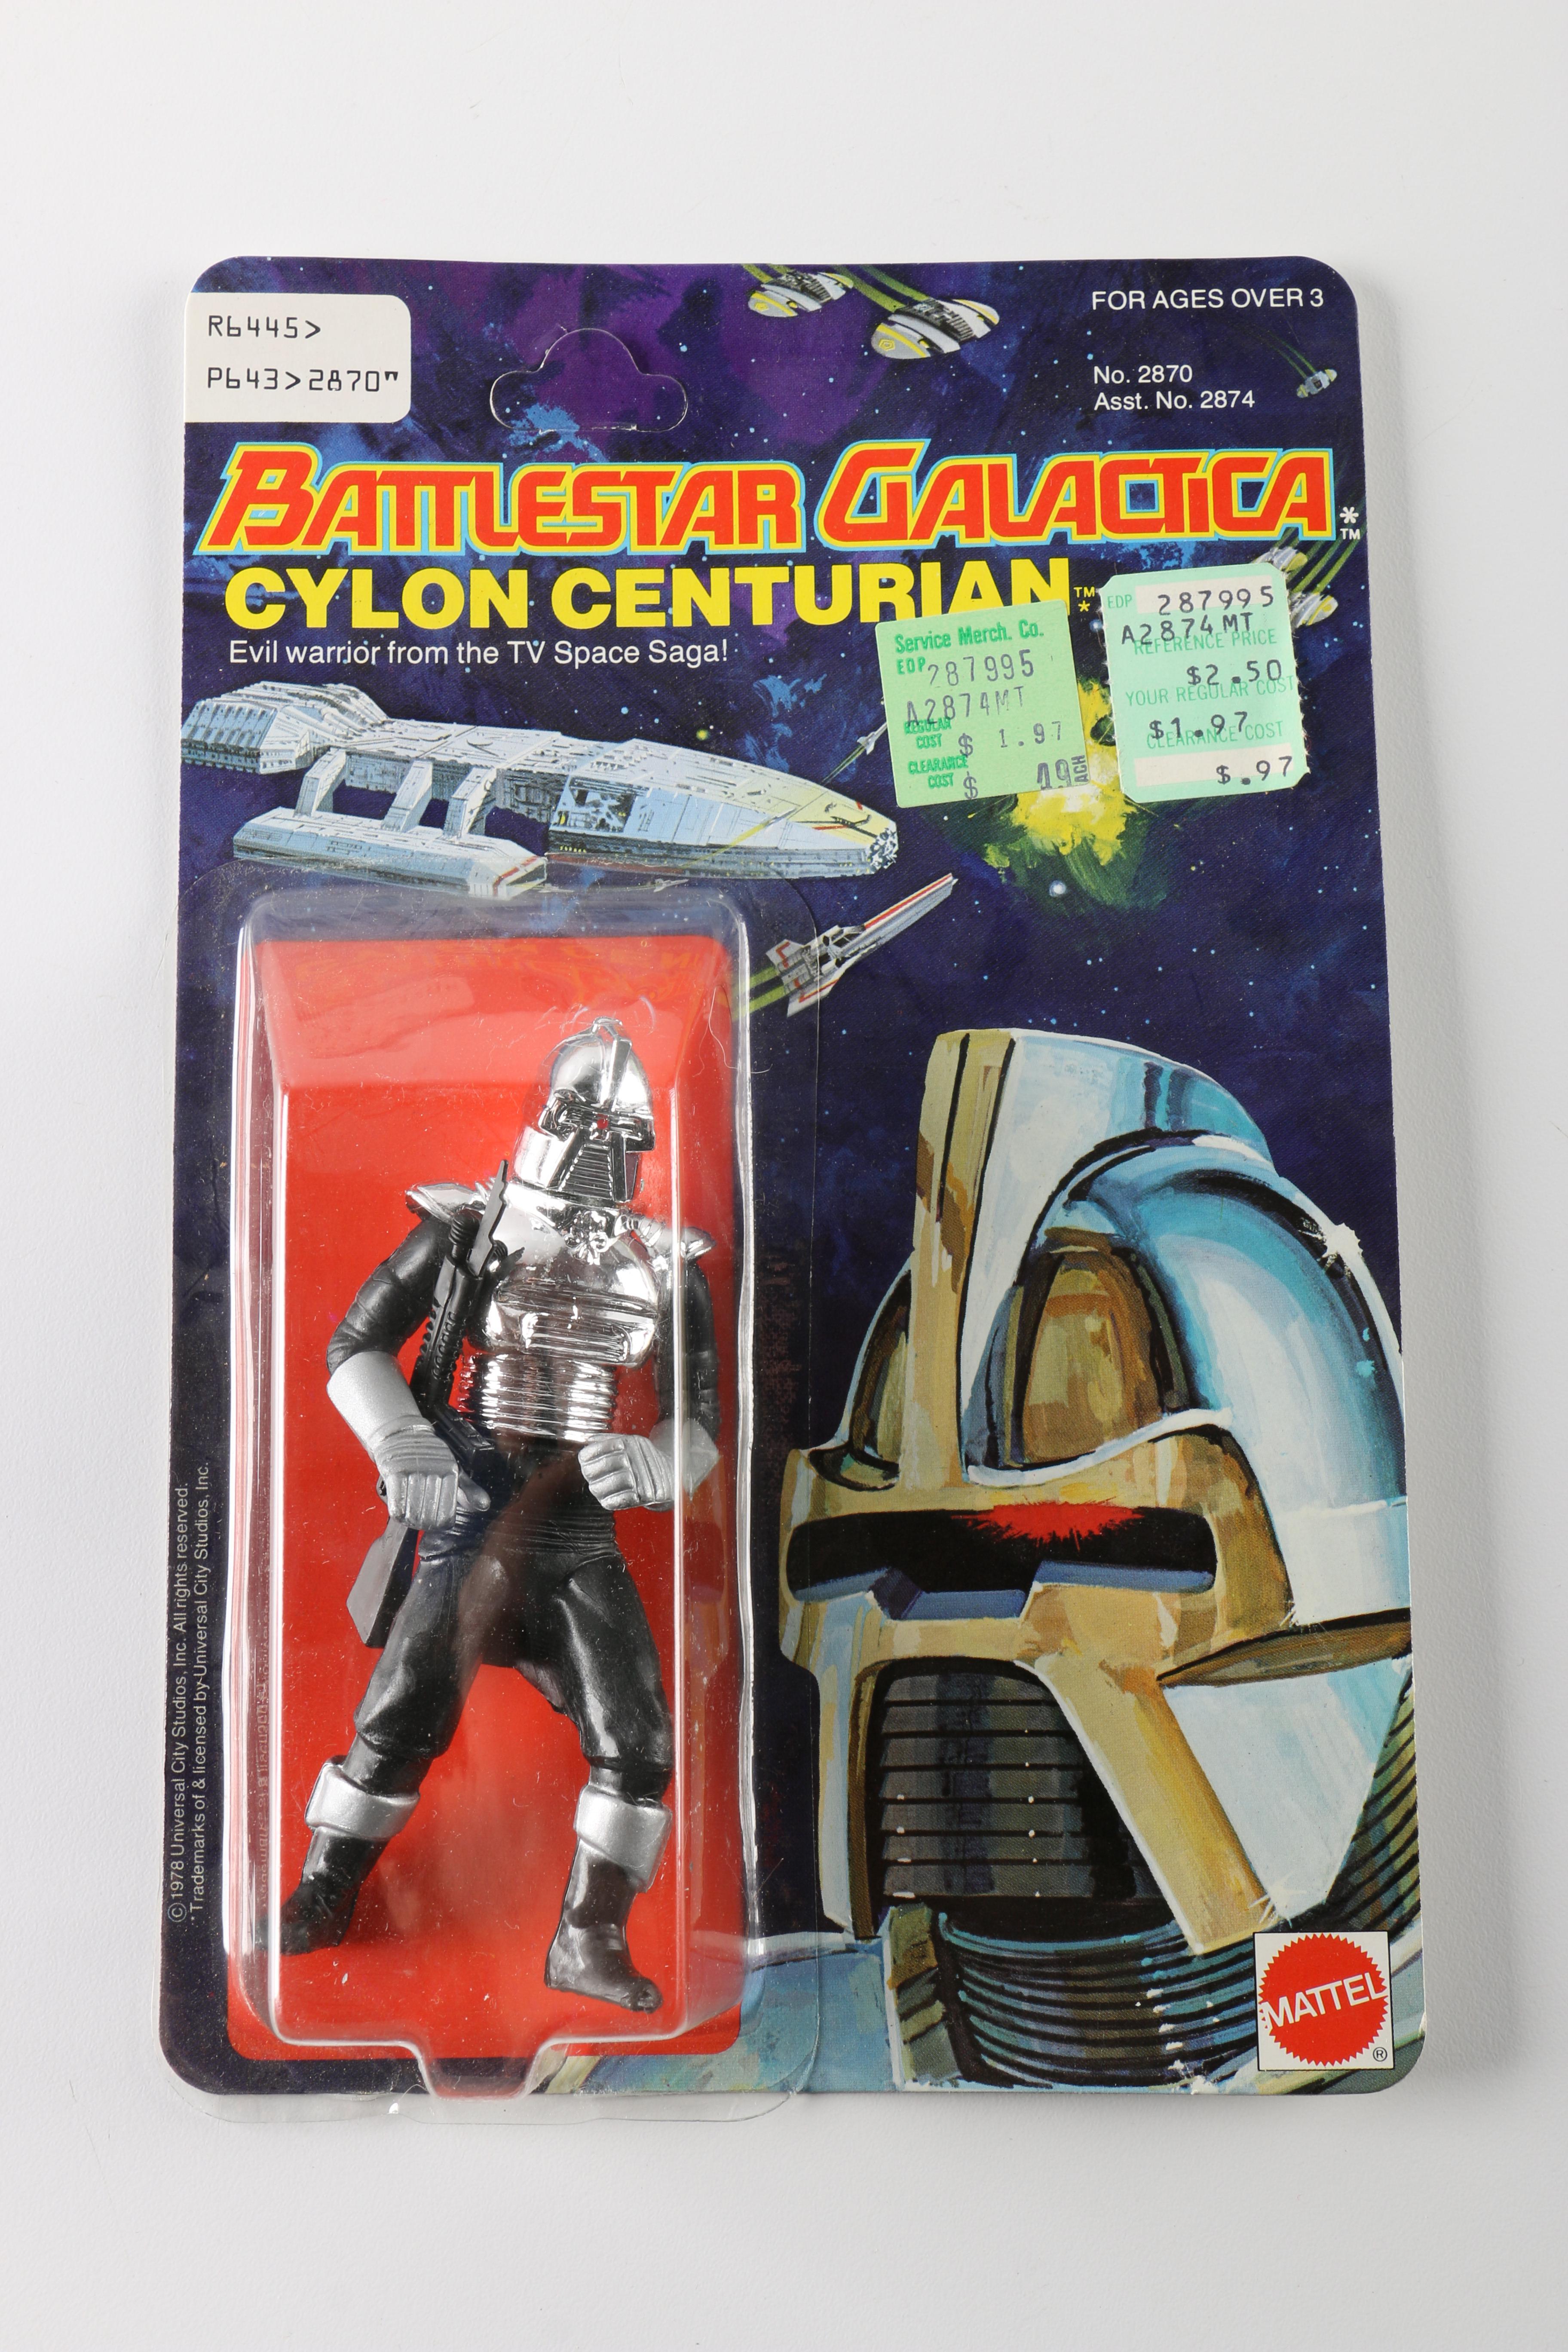 R6445>
P643>2870"
FOR AGES OVER 3
No. 2870
Asst. No. 2874
BATTLESTAR GALACTICA*™
CYLON CENTURIAN™*
Evil warrior from the TV Space Saga!
Service Merch. Co.
EDP 287995
A2874MT
REGULAR
COST $ 1.97
CLEARANCE
COST $ .49 EACH
EDP 287995
A2874MT
REFERENCE PRICE
$2.50
YOUR REGULAR COST
$1.97
CLEARANCE COST
$.97
©1978 Universal City Studios, Inc. All rights reserved.
*Trademarks of & licensed by Universal City Studios, Inc.
MATTEL
®